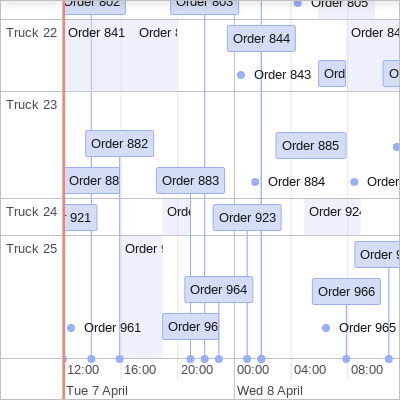 Order 802 Order 803 Order 805
Truck 22 Order 841 Order 8 Order 844 Order 84
Order 843 Ord O
Truck 23
Order 882 Order 885
Order 88 Order 883 Order 884 Order
Truck 24 921 Orde Order 923 Order 924
Truck 25 Order 9 Order 9
Order 964 Order 966
Order 961 Order 96 Order 965
12:00 16:00 20:00 00:00 04:00 08:00
Tue 7 April Wed 8 April